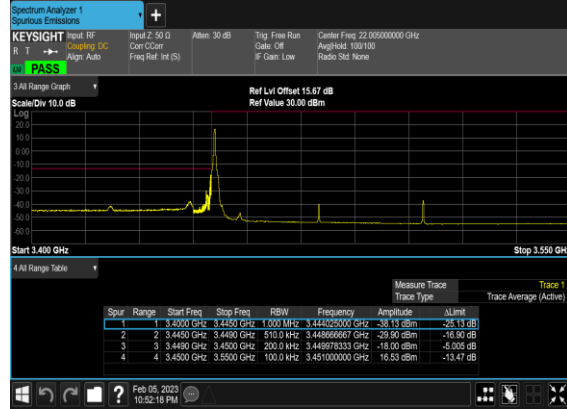 Spectrum Analyzer 1
Spurious Emissions
+
KEYSIGHT Input: RF Input Z: 50 Ω Atten: 30 dB Trig: Free Run Center Freq: 22.005000000 GHz
R T Coupling: DC Corr CCorr Gate: Off Avg|Hold: 100/100
Align: Auto Freq Ref: Int (S) IF Gain: Low Radio Std: None
PASS
3 All Range Graph
Ref Lvl Offset 15.67 dB
Scale/Div 10.0 dB Ref Value 30.00 dBm
Log
20.0
10.0
0.00
-10.0
-20.0
-30.0
-40.0
-50.0
-60.0
Start 3.400 GHz Stop 3.550 GHz
4 All Range Table
Measure Trace Trace 1
Trace Type Trace Average (Active)
Spur Range Start Freq Stop Freq RBW Frequency Amplitude ΔLimit
1 1 3.4000 GHz 3.4450 GHz 1.000 MHz 3.444025000 GHz -38.13 dBm -25.13 dB
2 2 3.4450 GHz 3.4490 GHz 510.0 kHz 3.448666667 GHz -29.90 dBm -16.90 dB
3 3 3.4490 GHz 3.4500 GHz 200.0 kHz 3.449978333 GHz -18.00 dBm -5.005 dB
4 4 3.4500 GHz 3.5500 GHz 100.0 kHz 3.451000000 GHz 16.53 dBm -13.47 dB
? Feb 05, 2023
10:52:18 PM